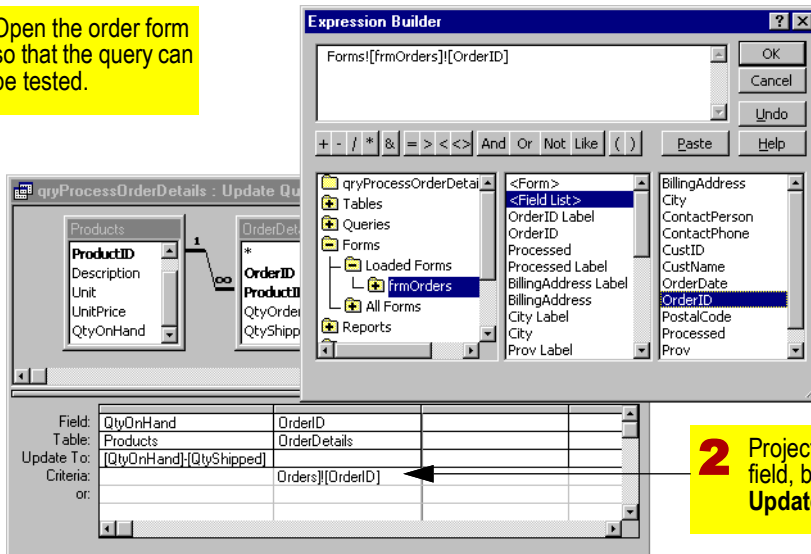 Open the order form
so that the query can
be tested.
Expression Builder
Forms![frmOrders]![OrderID]
OK
Cancel
Undo
+ - / * & = > < <> And Or Not Like ( ) Paste Help
qryProcessOrderDetai
Tables
Queries
Forms
Loaded Forms
frmOrders
All Forms
Reports
<Form>
<Field List>
OrderID Label
OrderID
Processed
Processed Label
BillingAddress Label
BillingAddress
City Label
City
Prov Label
BillingAddress
City
ContactPerson
ContactPhone
CustID
CustName
OrderDate
OrderID
PostalCode
Processed
Prov
qryProcessOrderDetails : Update Qu
Products
ProductID
Description
Unit
UnitPrice
QtyOnHand
1
∞
OrderDet
*
OrderID
ProductI
QtyOrder
QtyShipp
Field: QtyOnHand OrderID
Table: Products OrderDetails
Update To: [QtyOnHand]-[QtyShipped]
Criteria: Orders]![OrderID]
or:
2 Project
field, b
Update